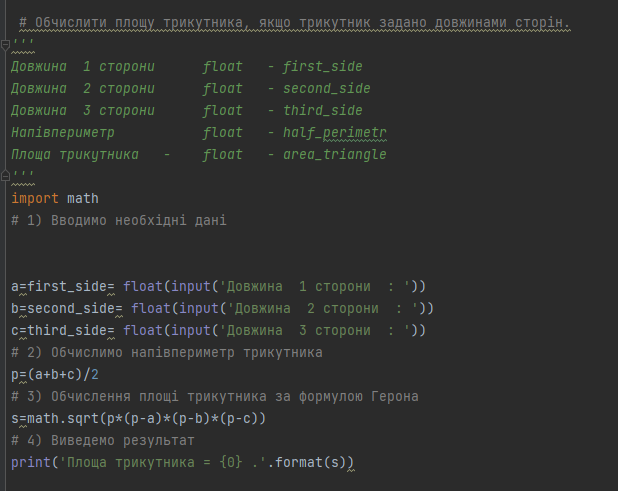 # Обчислити площу трикутника, якщо трикутник задано довжинами сторін.
'''
Довжина  1 сторони      float   - first_side
Довжина  2 сторони      float   - second_side
Довжина  3 сторони      float   - third_side
Напівпериметр           float   - half_perimetr
Площа трикутника   -    float   - area_triangle
'''
import math
# 1) Вводимо необхідні дані
a=first_side= float(input('Довжина  1 сторони  : '))
b=second_side= float(input('Довжина  2 сторони  : '))
c=third_side= float(input('Довжина  3 сторони  : '))
# 2) Обчислимо напівпериметр трикутника
p=(a+b+c)/2
# 3) Обчислення площі трикутника за формулою Герона
s=math.sqrt(p*(p-a)*(p-b)*(p-c))
# 4) Виведемо результат
print('Площа трикутника = {0} .'.format(s))